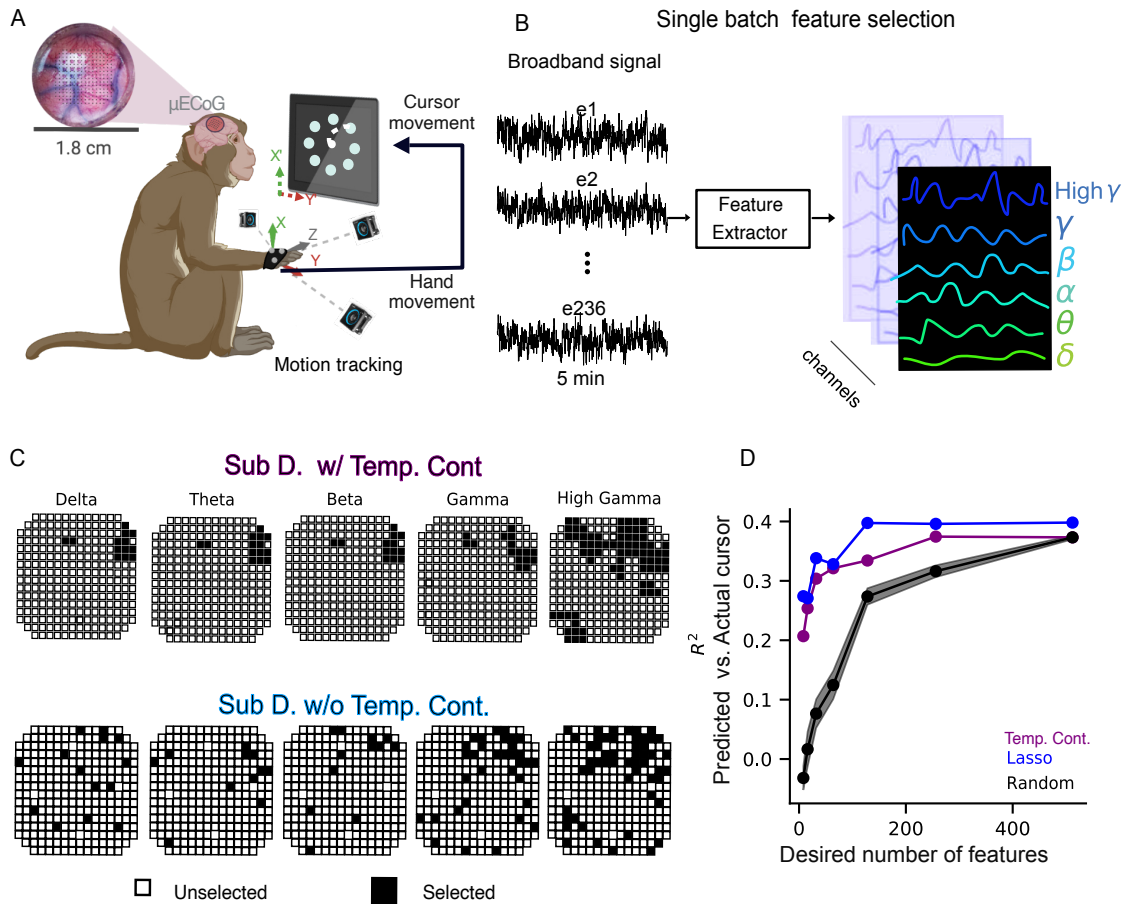 A
μECoG
1.8 cm
Cursor
movement
X'
Y'
X
Z
Y
Hand
movement
Motion tracking
B
Single batch feature selection
Broadband signal
e1
e2
e236
5 min
Feature
Extractor
High γ
γ
β
α
θ
δ
channels
C
Sub D. w/ Temp. Cont
Delta
Theta
Beta
Gamma
High Gamma
Sub D. w/o Temp. Cont.
Unselected
Selected
D
R²
Predicted vs. Actual cursor
0.4
0.3
0.2
0.1
0.0
Temp. Cont.
Lasso
Random
0
200
400
Desired number of features